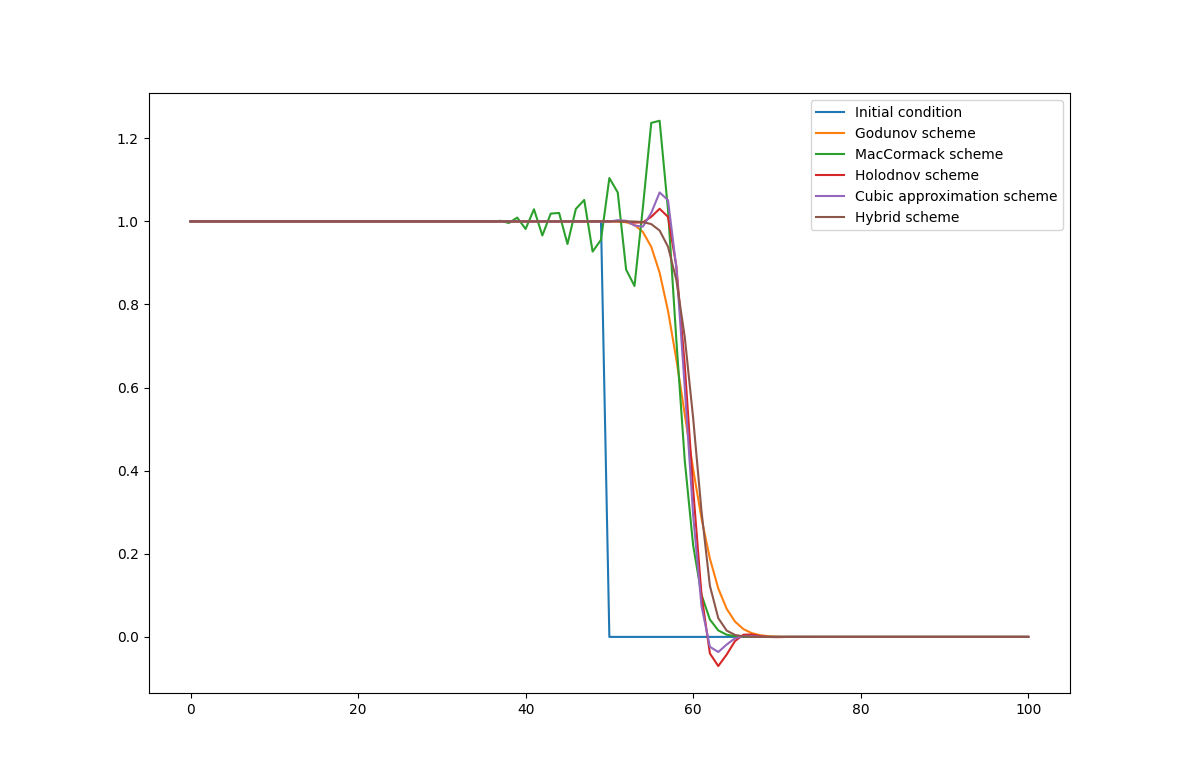 Initial condition
Godunov scheme
MacCormack scheme
Holodnov scheme
Cubic approximation scheme
Hybrid scheme
1.2
1.0
0.8
0.6
0.4
0.2
0.0
0 20 40 60 80 100